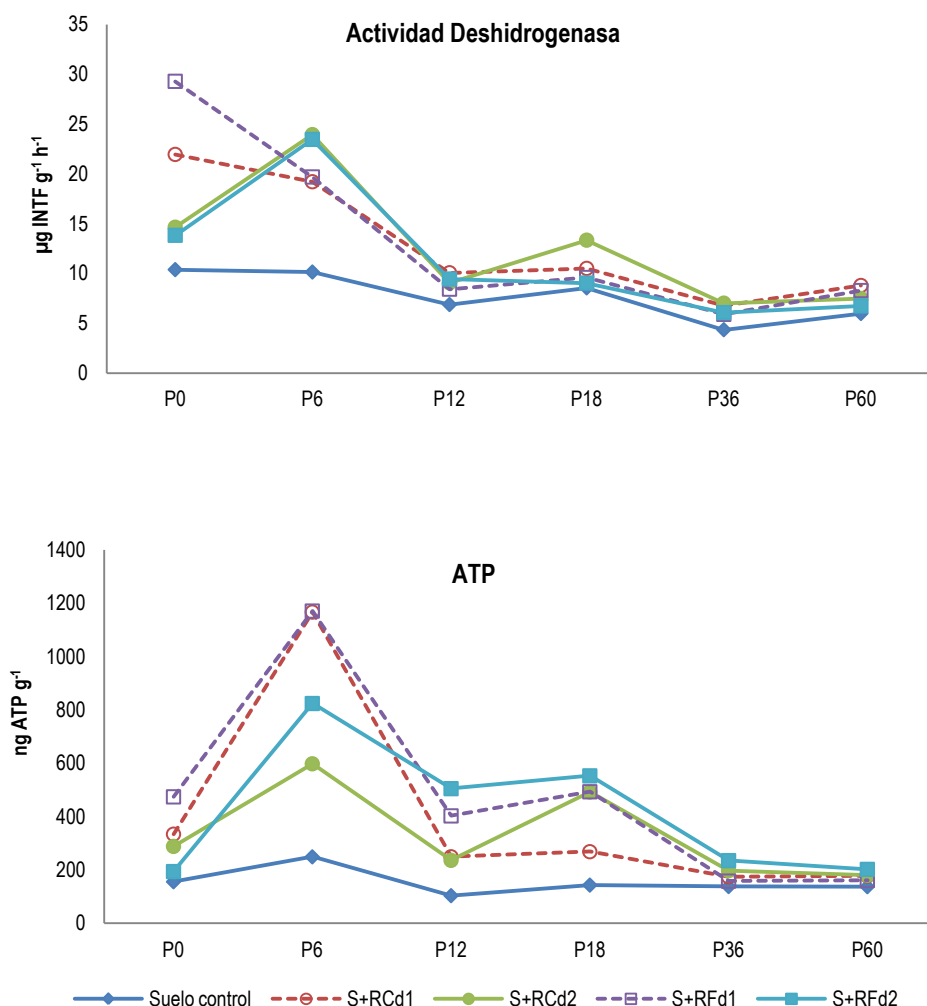 Actividad Deshidrogenasa
µg INTF g⁻¹ h⁻¹
35
30
25
20
15
10
5
0
P0 P6 P12 P18 P36 P60
ATP
ng ATP g⁻¹
1400
1200
1000
800
600
400
200
0
P0 P6 P12 P18 P36 P60
Suelo control S+RCd1 S+RCd2 S+RFd1 S+RFd2